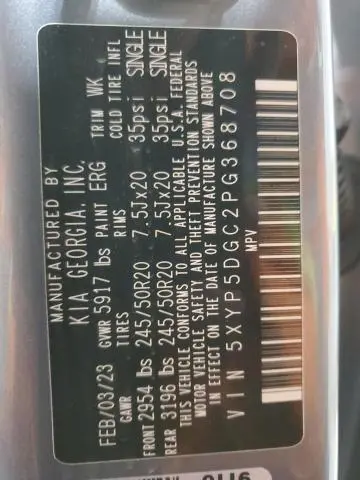 MANUFACTURED BY
KIA GEORGIA, INC.
FEB/03/23 GVWR 5917 lbs PAINT ERG TRIM WK
GAWR TIRES RIMS COLD TIRE INFL
FRONT 2954 lbs 245/50R20 7.5Jx20 35psi SINGLE
REAR 3196 lbs 245/50R20 7.5Jx20 35psi SINGLE
THIS VEHICLE CONFORMS TO ALL APPLICABLE U.S.A. FEDERAL
MOTOR VEHICLE SAFETY AND THEFT PREVENTION STANDARDS
IN EFFECT ON THE DATE OF MANUFACTURE SHOWN ABOVE
VIN 5XYP5DGC2PG368708
MPV